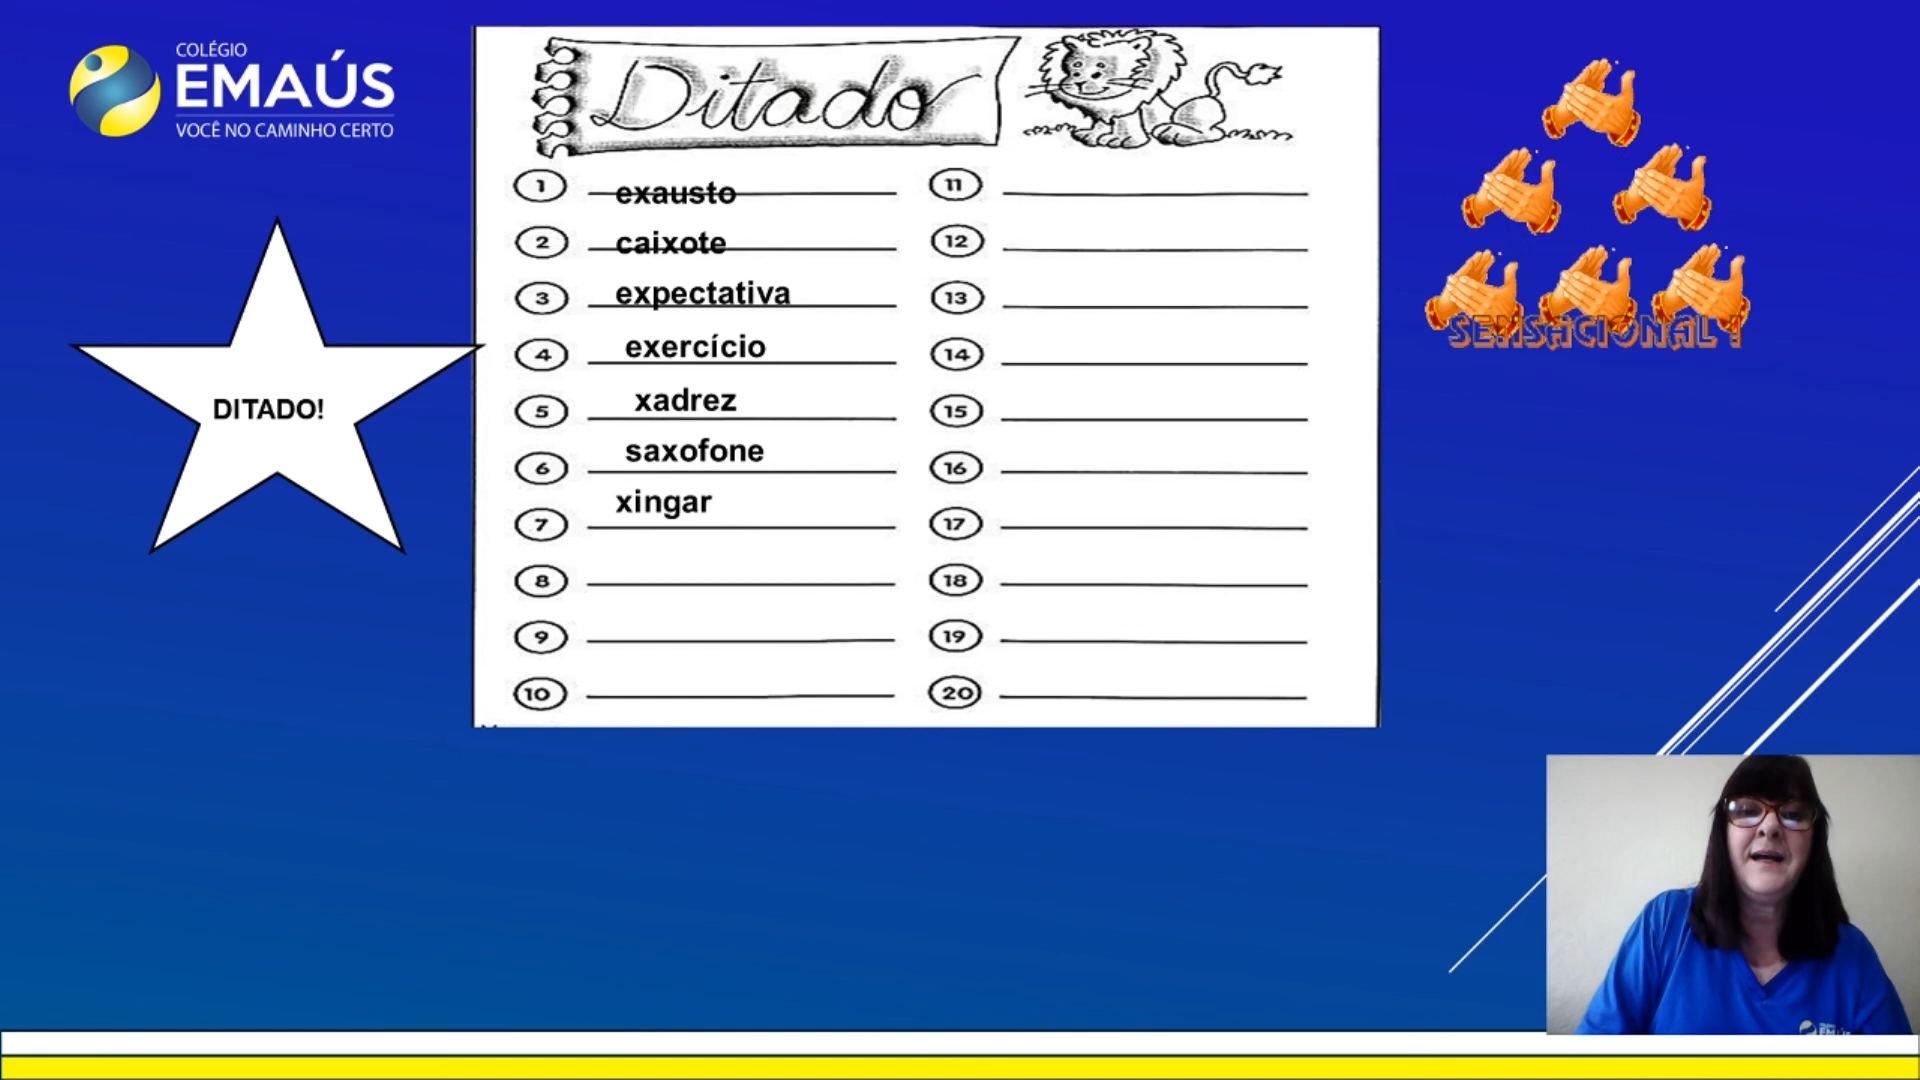 COLÉGIO
EMAÚS
VOCÊ NO CAMINHO CERTO
DITADO!
Ditado
1 exausto
2 caixote
3 expectativa
4 exercício
5 xadrez
6 saxofone
7 xingar
8
9
10
11
12
13
14
15
16
17
18
19
20
SENSACIONAL !